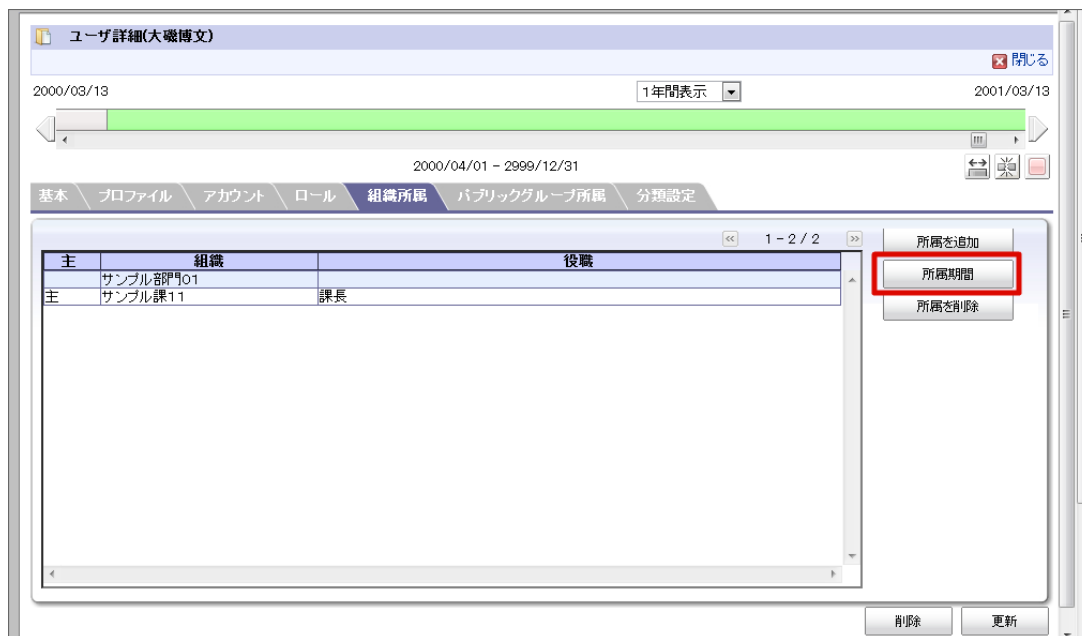 ユーザ詳細(大磯博文)
閉じる
2000/03/13 1年間表示 2001/03/13
2000/04/01 - 2999/12/31
基本 プロファイル アカウント ロール 組織所属 パブリックグループ所属 分類設定
1 - 2 / 2 所属を追加
主 組織 役職
所属期間
サンプル部門01
主 サンプル課11 課長
所属を削除
削除 更新